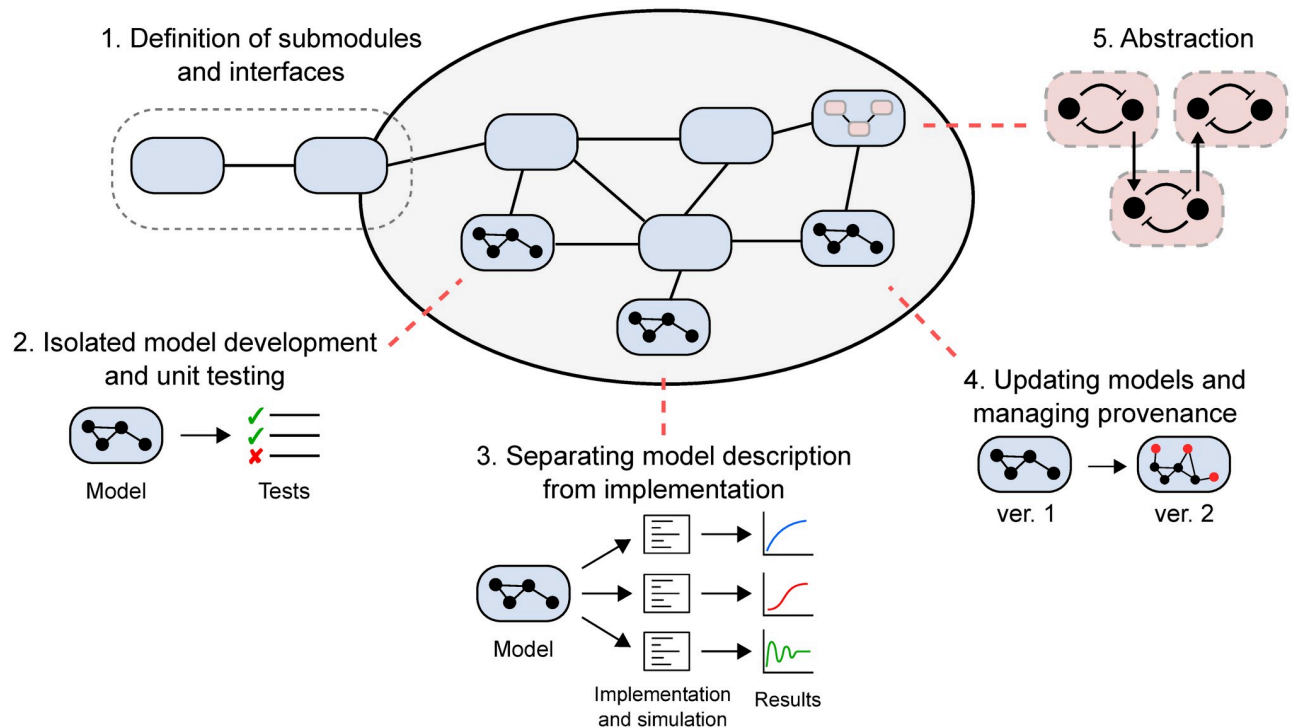 1. Definition of submodules
and interfaces
5. Abstraction
2. Isolated model development
and unit testing
Model
Tests
3. Separating model description
from implementation
Model
Implementation
and simulation
Results
4. Updating models and
managing provenance
ver. 1
ver. 2